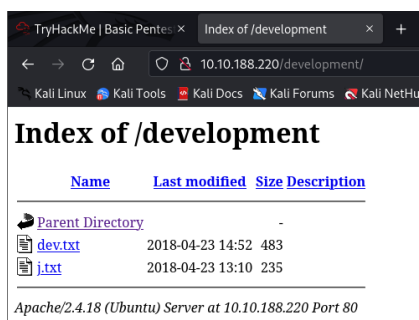 TryHackMe | Basic Pentes × Index of /development × +
10.10.188.220/development/
Kali Linux Kali Tools Kali Docs Kali Forums Kali NetHu
Index of /development
Name Last modified Size Description
Parent Directory -
dev.txt 2018-04-23 14:52 483
j.txt 2018-04-23 13:10 235
Apache/2.4.18 (Ubuntu) Server at 10.10.188.220 Port 80